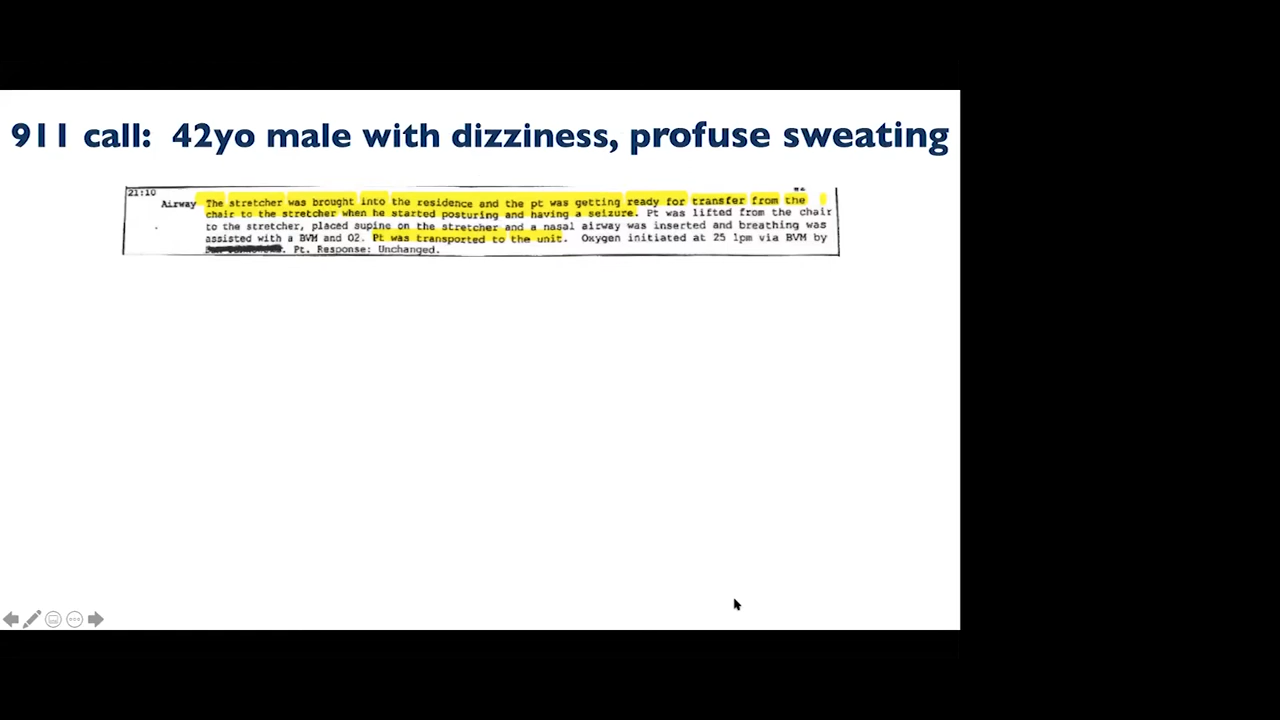 911 call: 42yo male with dizziness, profuse sweating
21:10
Airway The stretcher was brought into the residence and the pt was getting ready for transfer from the
chair to the stretcher when he started posturing and having a seizure. Pt was lifted from the chair
to the stretcher, placed supine on the stretcher and a nasal airway was inserted and breathing was
assisted with a BVM and O2. Pt was transported to the unit. Oxygen initiated at 25 lpm via BVM by
. Pt. Response: Unchanged.